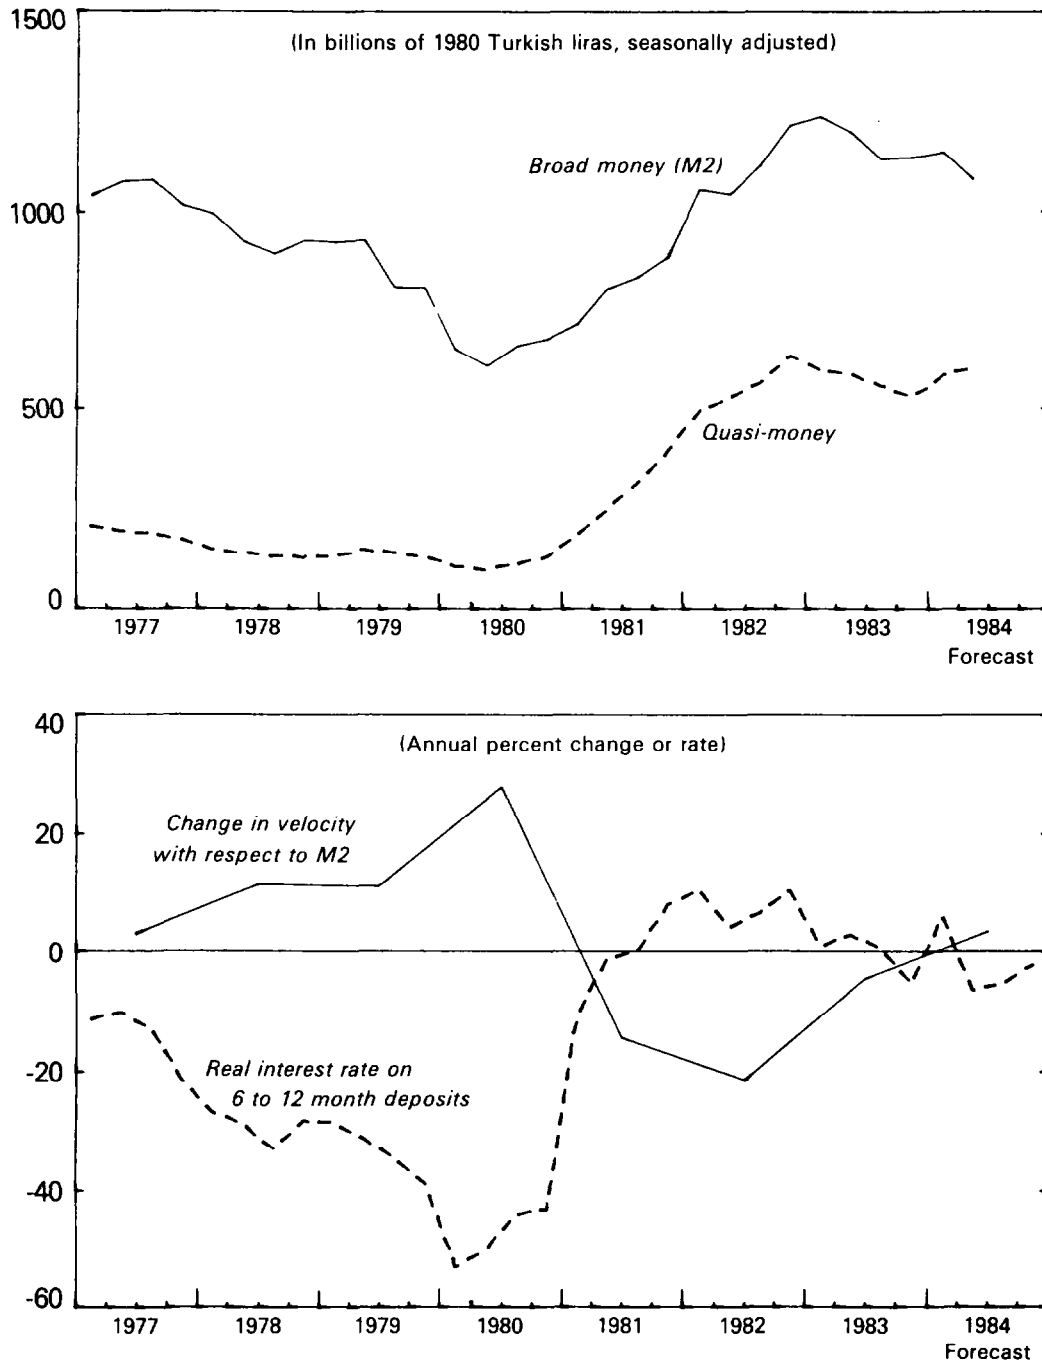 1500
(In billions of 1980 Turkish liras, seasonally adjusted)
Broad money (M2)
1000
500
Quasi-money
0
1977 1978 1979 1980 1981 1982 1983 1984
Forecast
40
(Annual percent change or rate)
20
Change in velocity
with respect to M2
0
-20
Real interest rate on
6 to 12 month deposits
-40
-60
1977 1978 1979 1980 1981 1982 1983 1984
Forecast